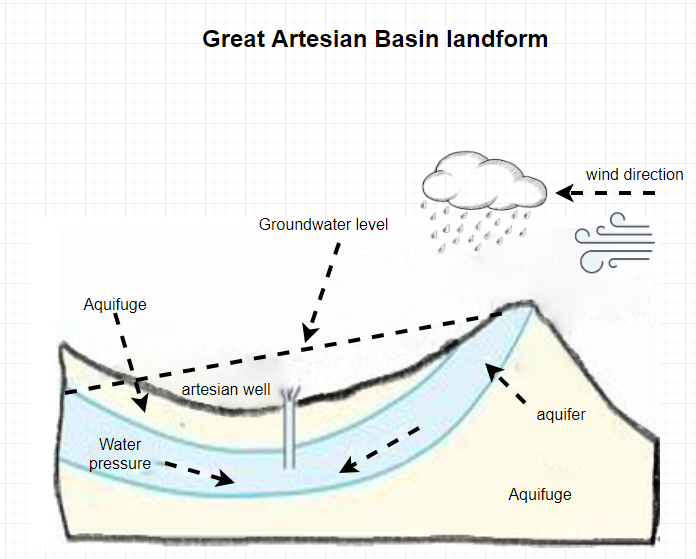 Great Artesian Basin landform
wind direction
Groundwater level
Aquifuge
artesian well
aquifer
Water
pressure
Aquifuge